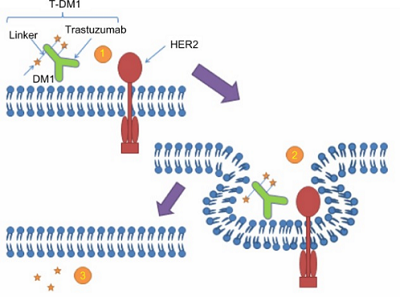 T-DM1
Linker
Trastuzumab
1
HER2
DM1
2
3